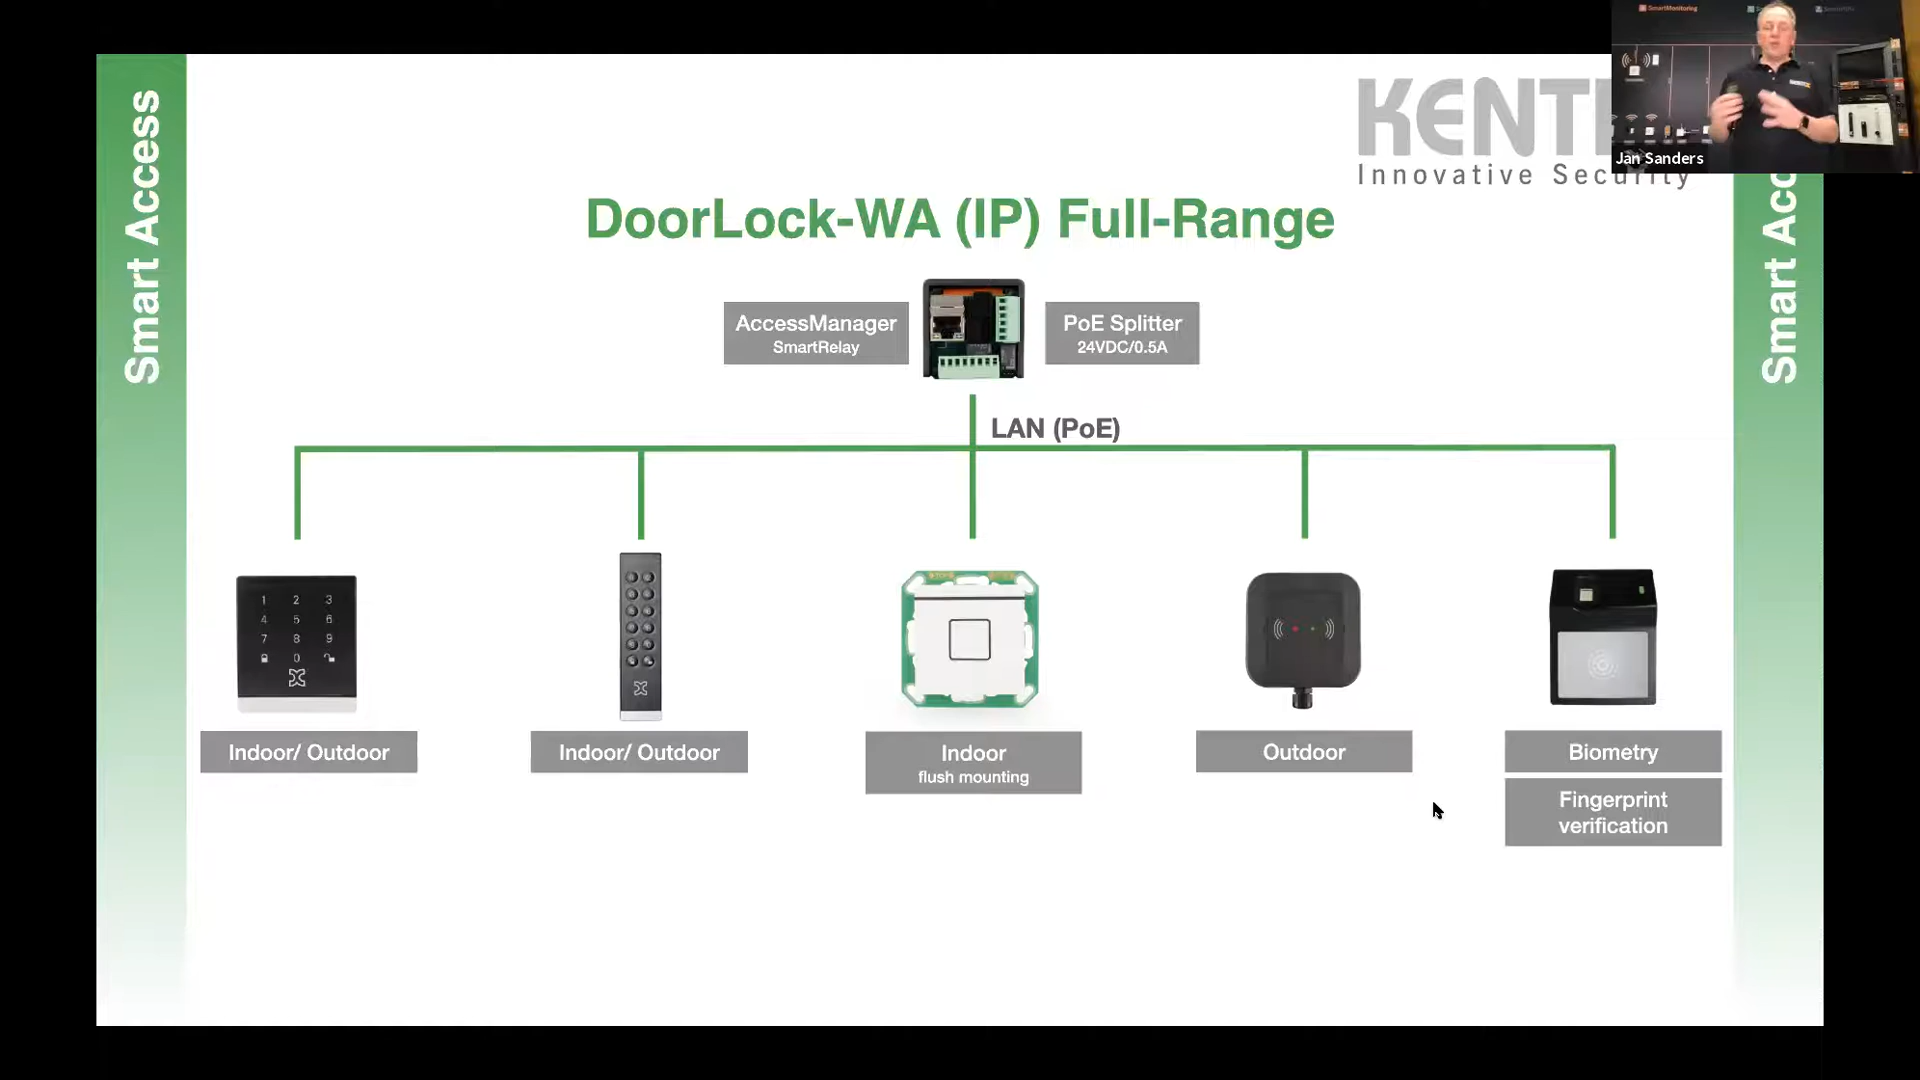 SmartMonitoring
Jan Sanders
Smart Access
KENT
Innovative Security
Smart Acc
DoorLock-WA (IP) Full-Range
AccessManager
SmartRelay
PoE Splitter
24VDC/0.5A
LAN (PoE)
1 2 3
4 5 6
7 8 9
0
Indoor/ Outdoor
Indoor/ Outdoor
Indoor
flush mounting
Outdoor
Biometry
Fingerprint
verification